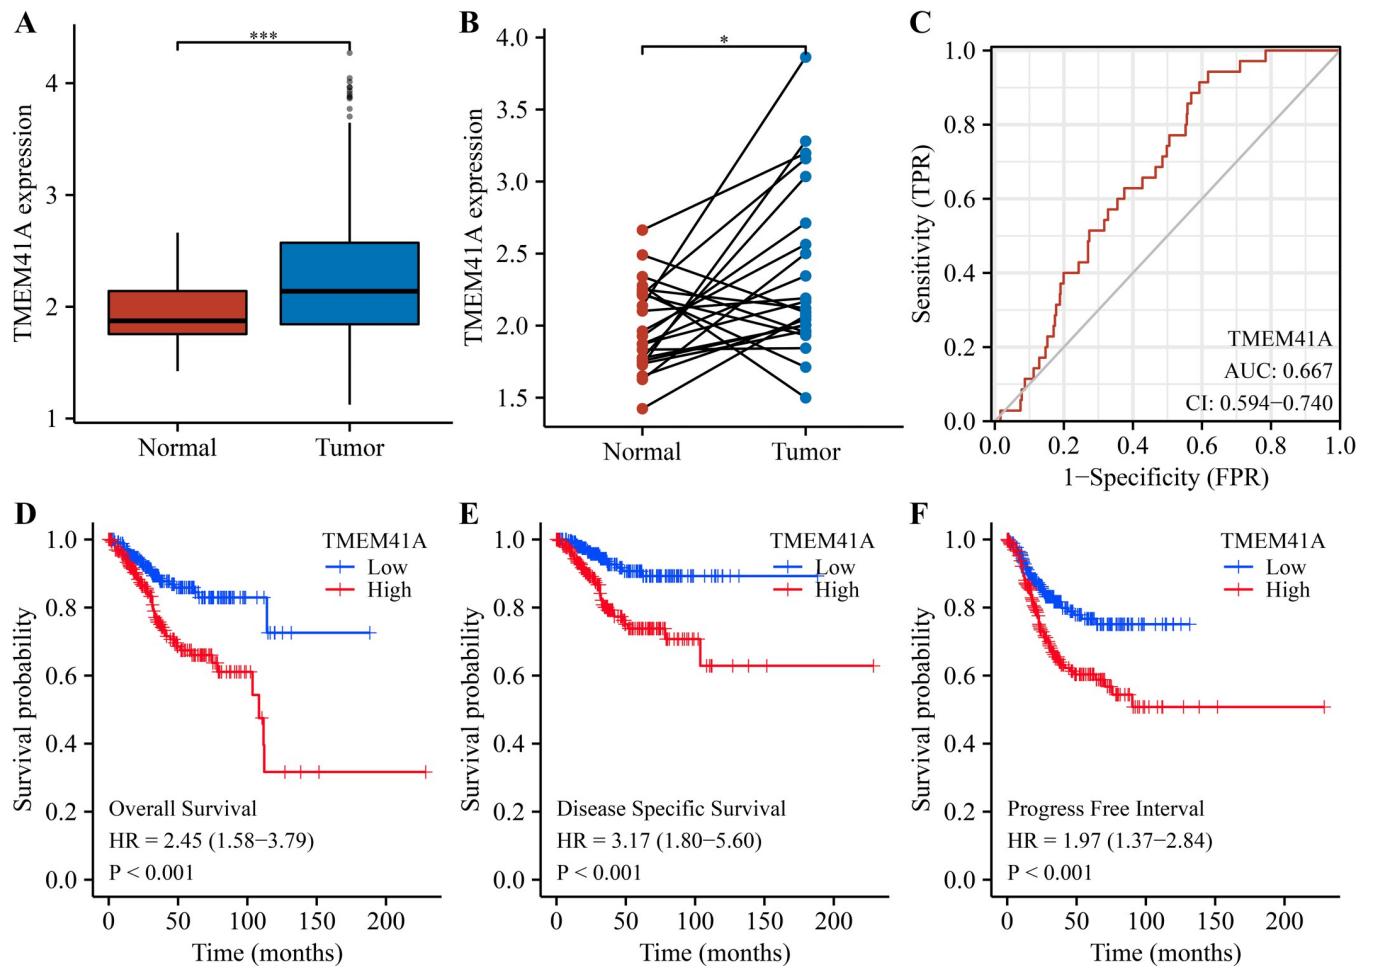 A
TMEM41A expression
4
3
2
1
***
Normal
Tumor
B
TMEM41A expression
4.0
3.5
3.0
2.5
2.0
1.5
*
Normal
Tumor
C
Sensitivity (TPR)
1.0
0.8
0.6
0.4
0.2
0.0
TMEM41A
AUC: 0.667
CI: 0.594−0.740
0.0 0.2 0.4 0.6 0.8 1.0
1−Specificity (FPR)
D
Survival probability
1.0
0.8
0.6
0.4
0.2
0.0
TMEM41A
Low
High
Overall Survival
HR = 2.45 (1.58−3.79)
P < 0.001
0 50 100 150 200
Time (months)
E
Survival probability
1.0
0.8
0.6
0.4
0.2
0.0
TMEM41A
Low
High
Disease Specific Survival
HR = 3.17 (1.80−5.60)
P < 0.001
0 50 100 150 200
Time (months)
F
Survival probability
1.0
0.8
0.6
0.4
0.2
0.0
TMEM41A
Low
High
Progress Free Interval
HR = 1.97 (1.37−2.84)
P < 0.001
0 50 100 150 200
Time (months)